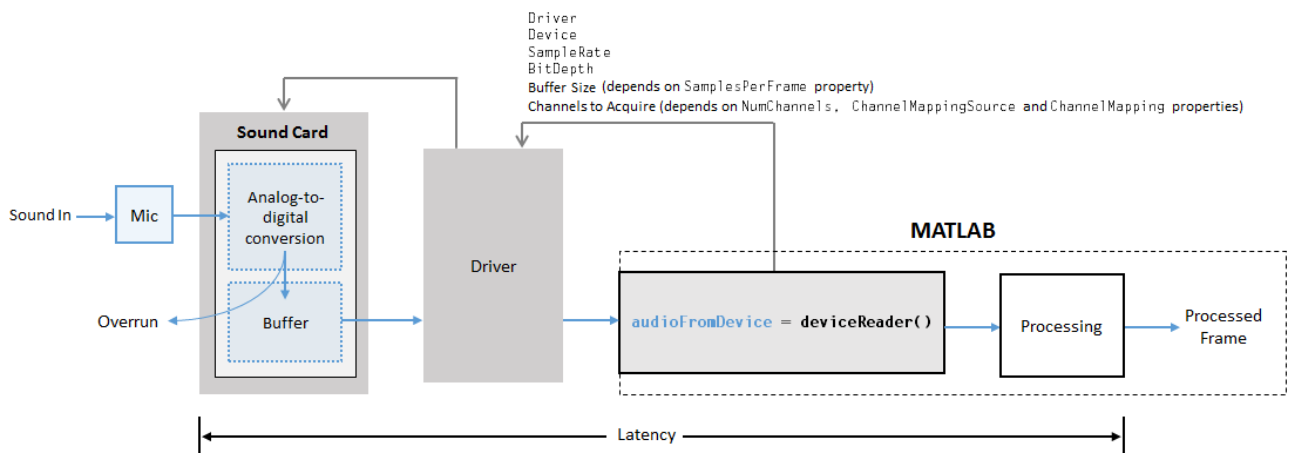 Driver
Device
SampleRate
BitDepth
Buffer Size (depends on SamplesPerFrame property)
Channels to Acquire (depends on NumChannels, ChannelMappingSource and ChannelMapping properties)
Sound Card
Sound In
Mic
Analog-to-
digital
conversion
Overrun
Buffer
Driver
MATLAB
audioFromDevice = deviceReader()
Processing
Processed
Frame
Latency